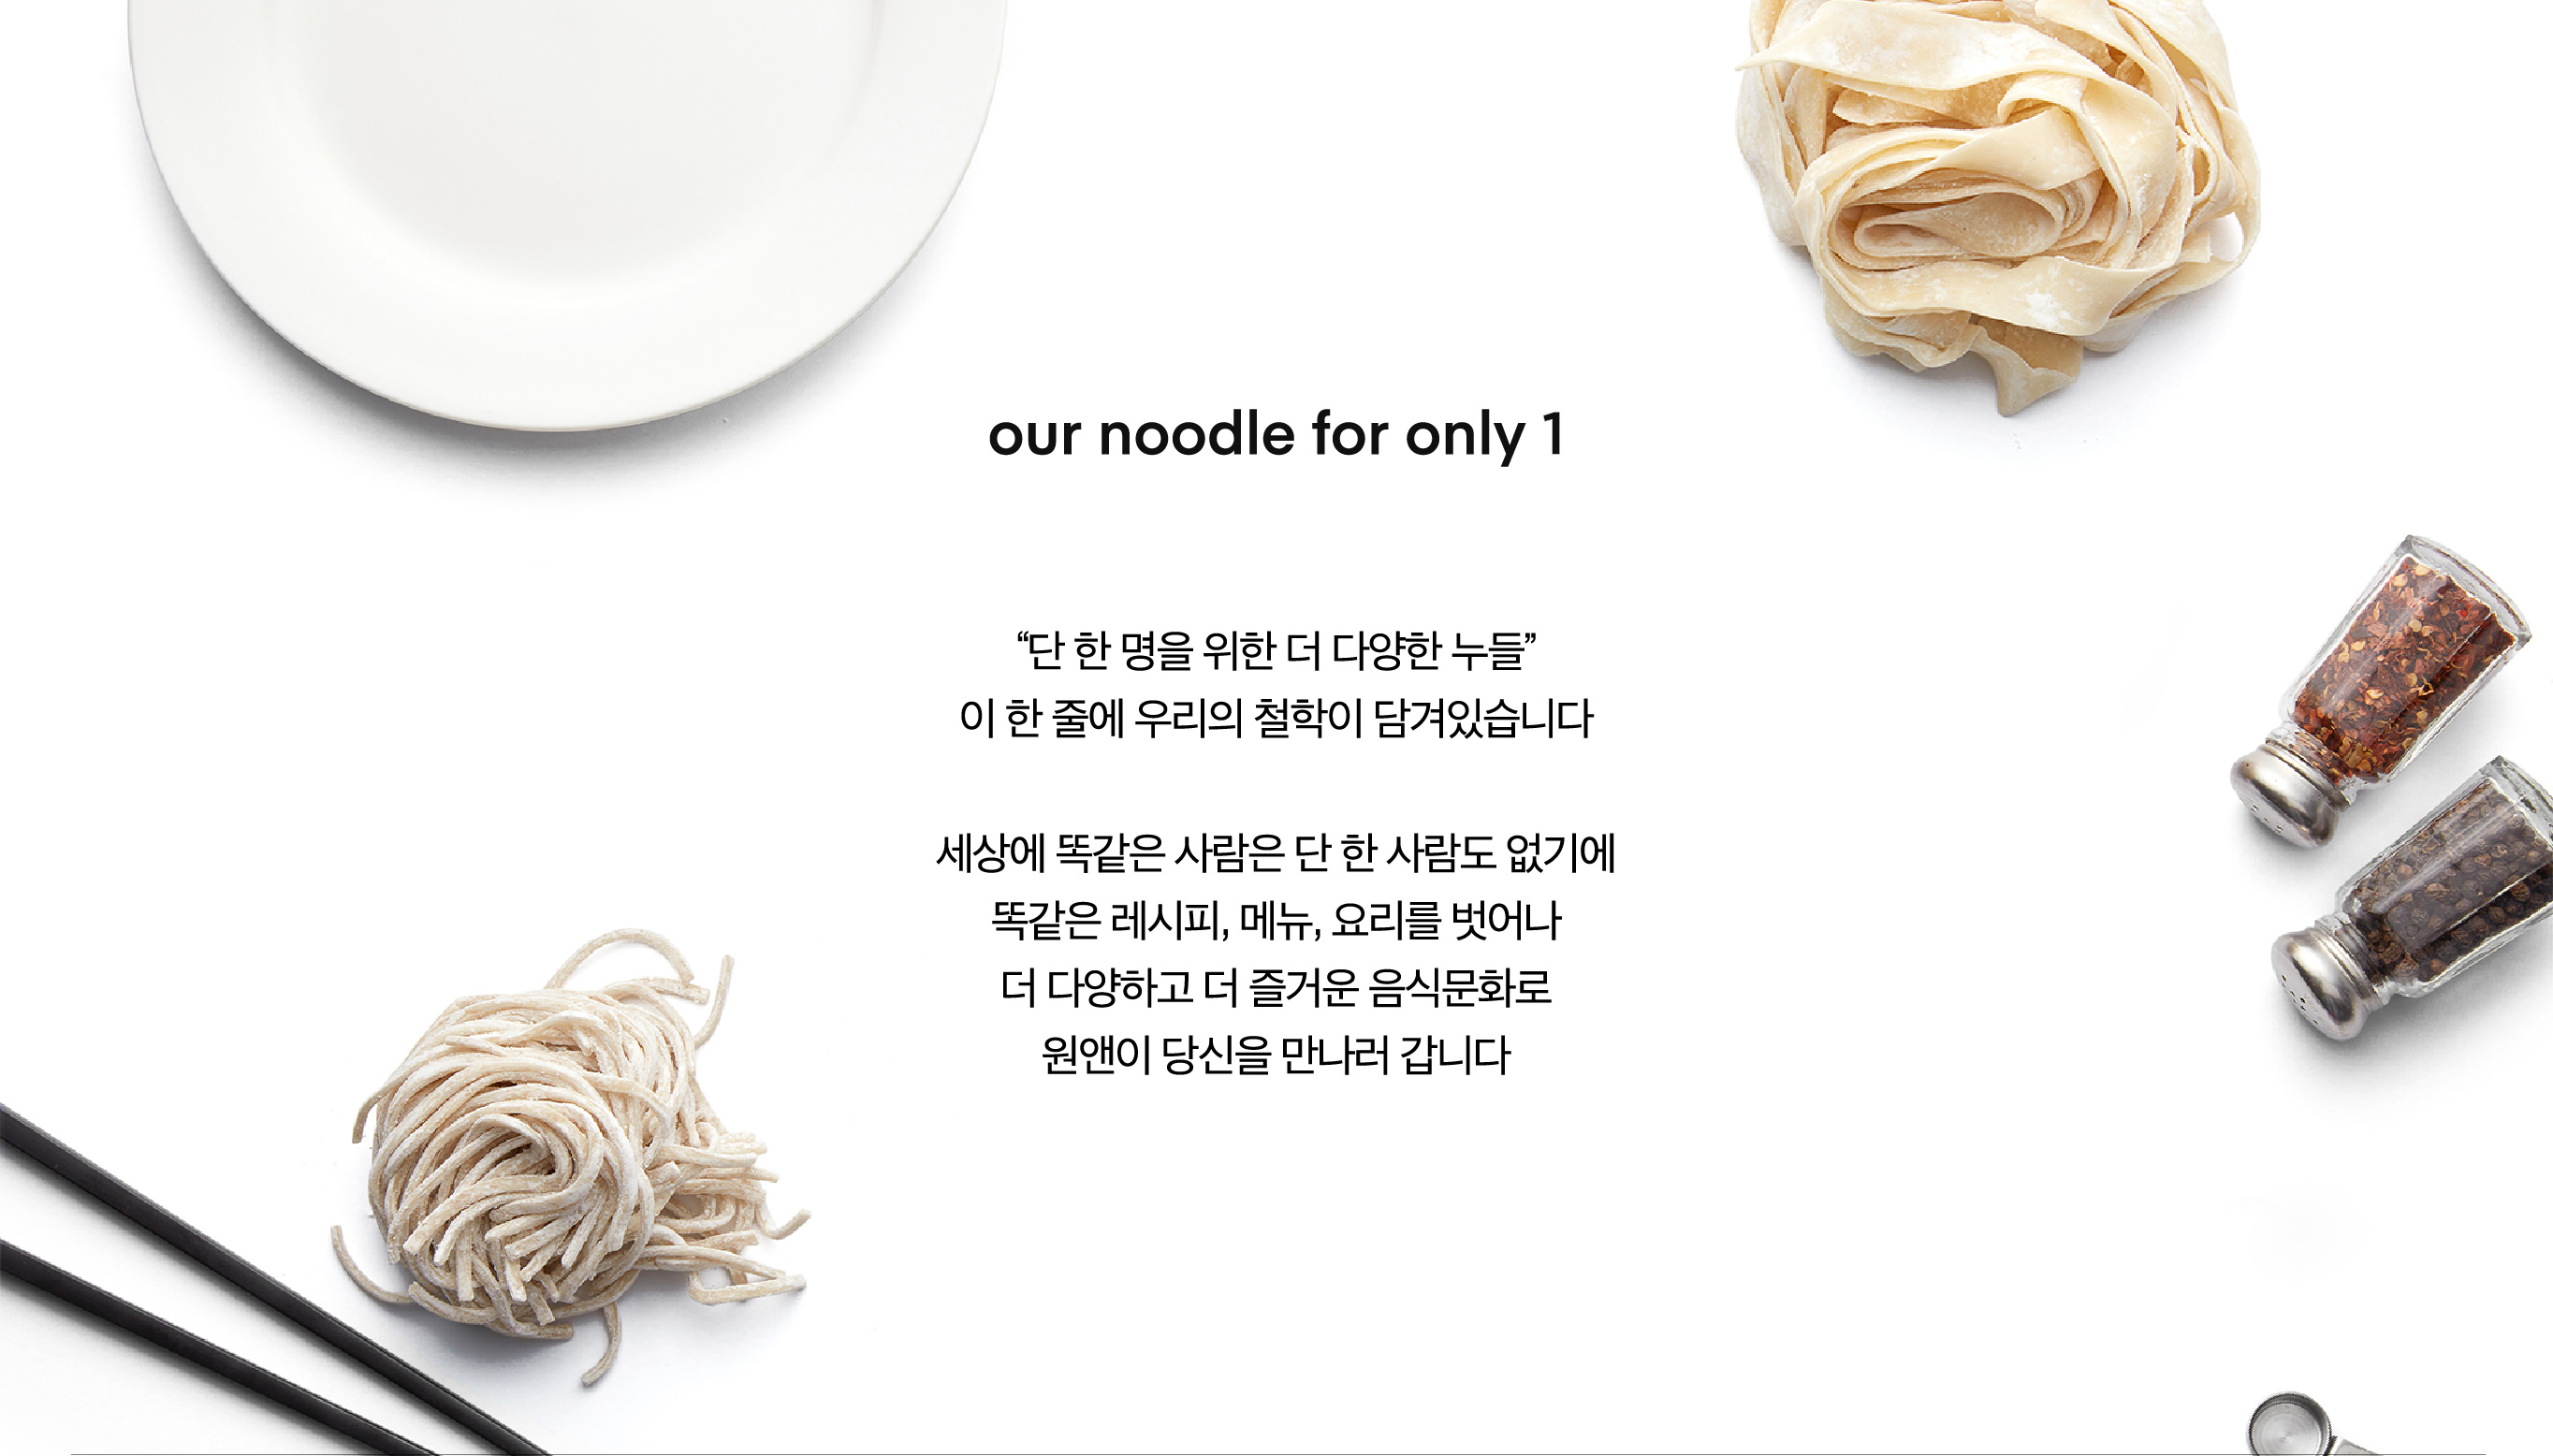 our noodle for only 1
“단 한 명을 위한 더 다양한 누들”
이 한 줄에 우리의 철학이 담겨있습니다
세상에 똑같은 사람은 단 한 사람도 없기에
똑같은 레시피, 메뉴, 요리를 벗어나
더 다양하고 더 즐거운 음식문화로
원앤이 당신을 만나러 갑니다